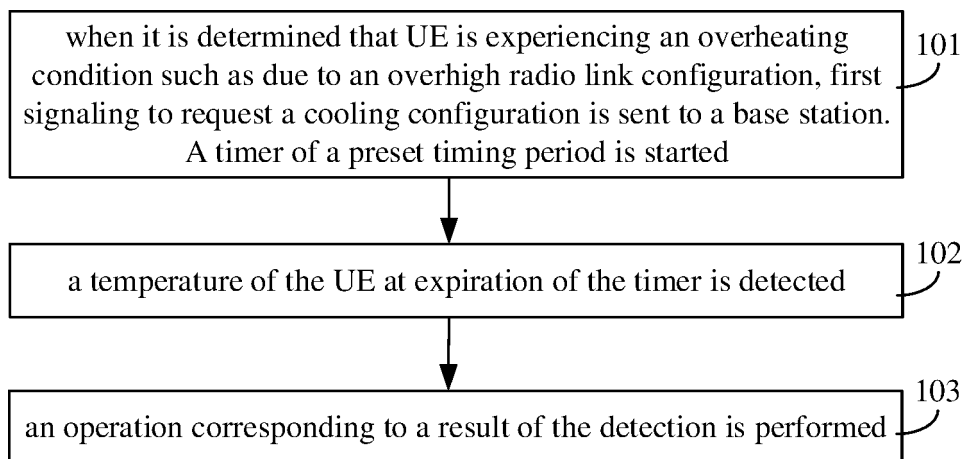 when it is determined that UE is experiencing an overheating
condition such as due to an overhigh radio link configuration, first
signaling to request a cooling configuration is sent to a base station.
A timer of a preset timing period is started
101
a temperature of the UE at expiration of the timer is detected
102
an operation corresponding to a result of the detection is performed
103